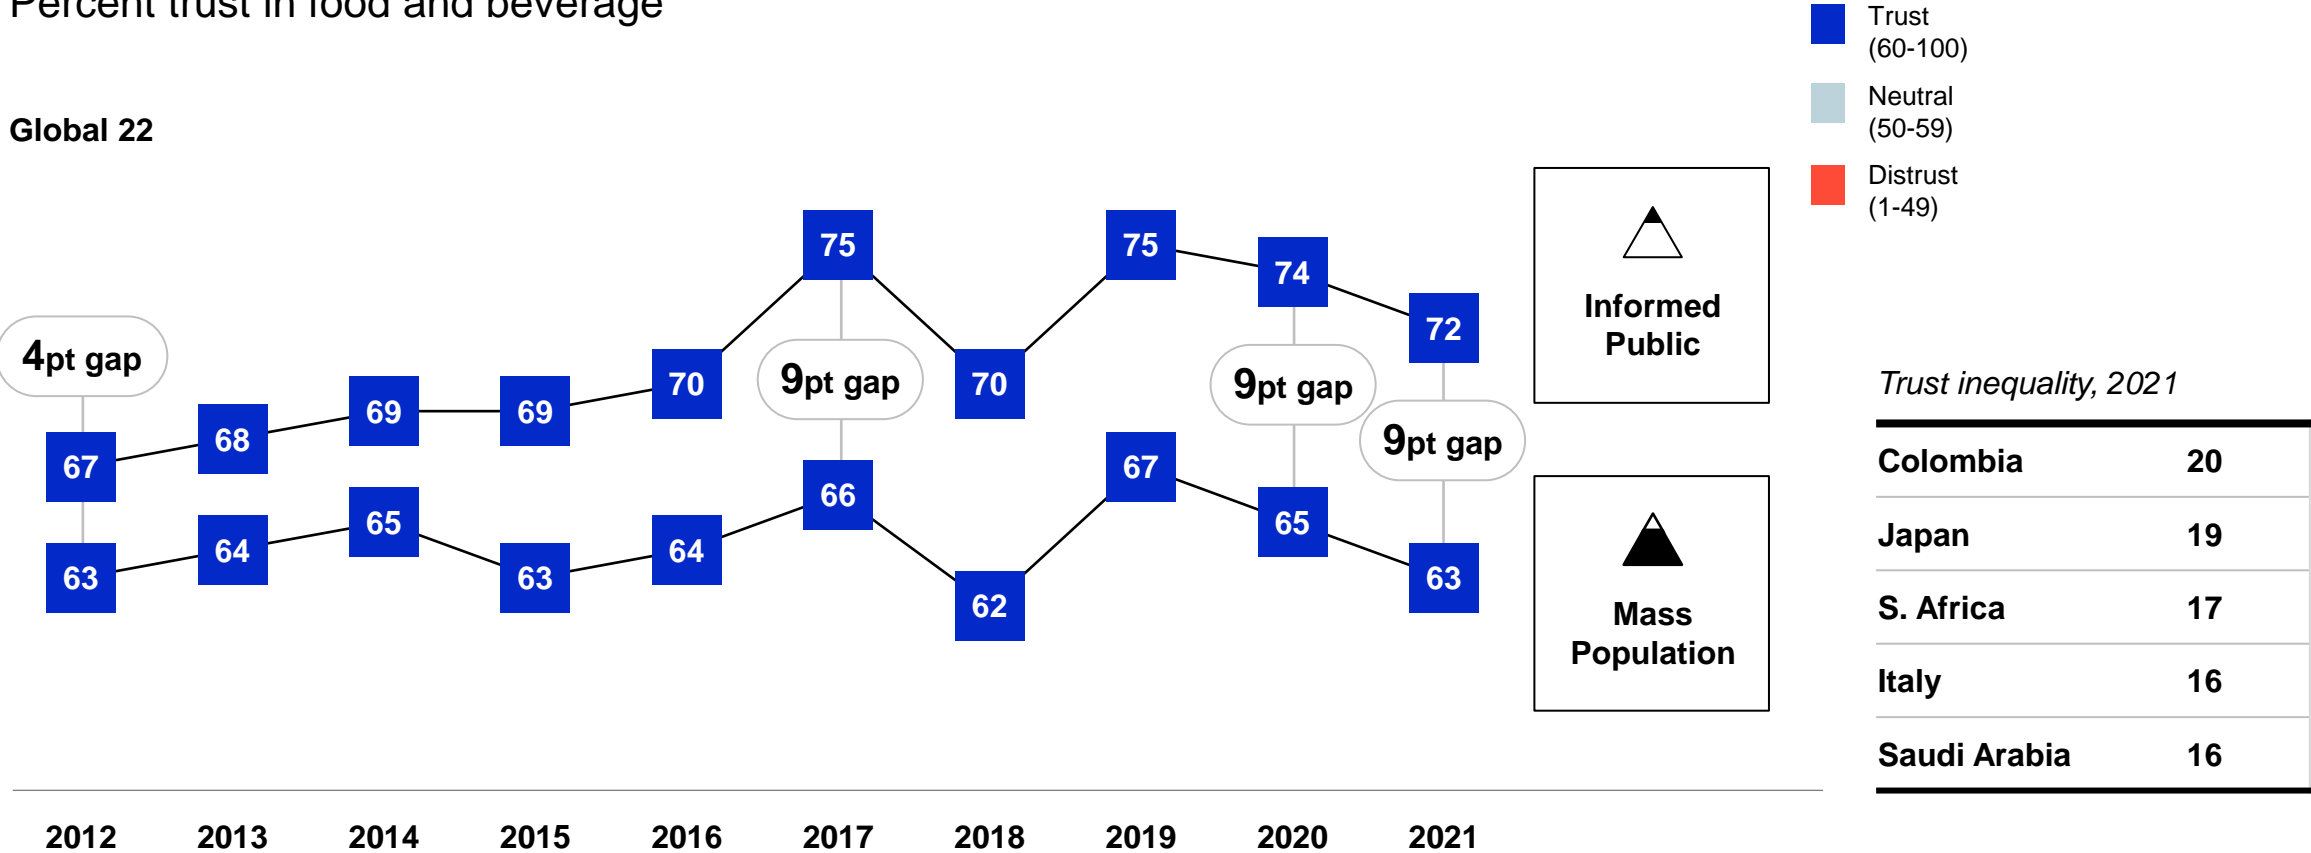 Percent trust in food and beverage
Trust
(60-100)
Neutral
(50-59)
Distrust
(1-49)
Global 22
75
75
74
72
70
70
69
69
68
67
4pt gap
9pt gap
9pt gap
9pt gap
67
66
65
65
64
64
63
63
63
62
Informed
Public
Mass
Population
Trust inequality, 2021
Colombia 20
Japan 19
S. Africa 17
Italy 16
Saudi Arabia 16
2012 2013 2014 2015 2016 2017 2018 2019 2020 2021